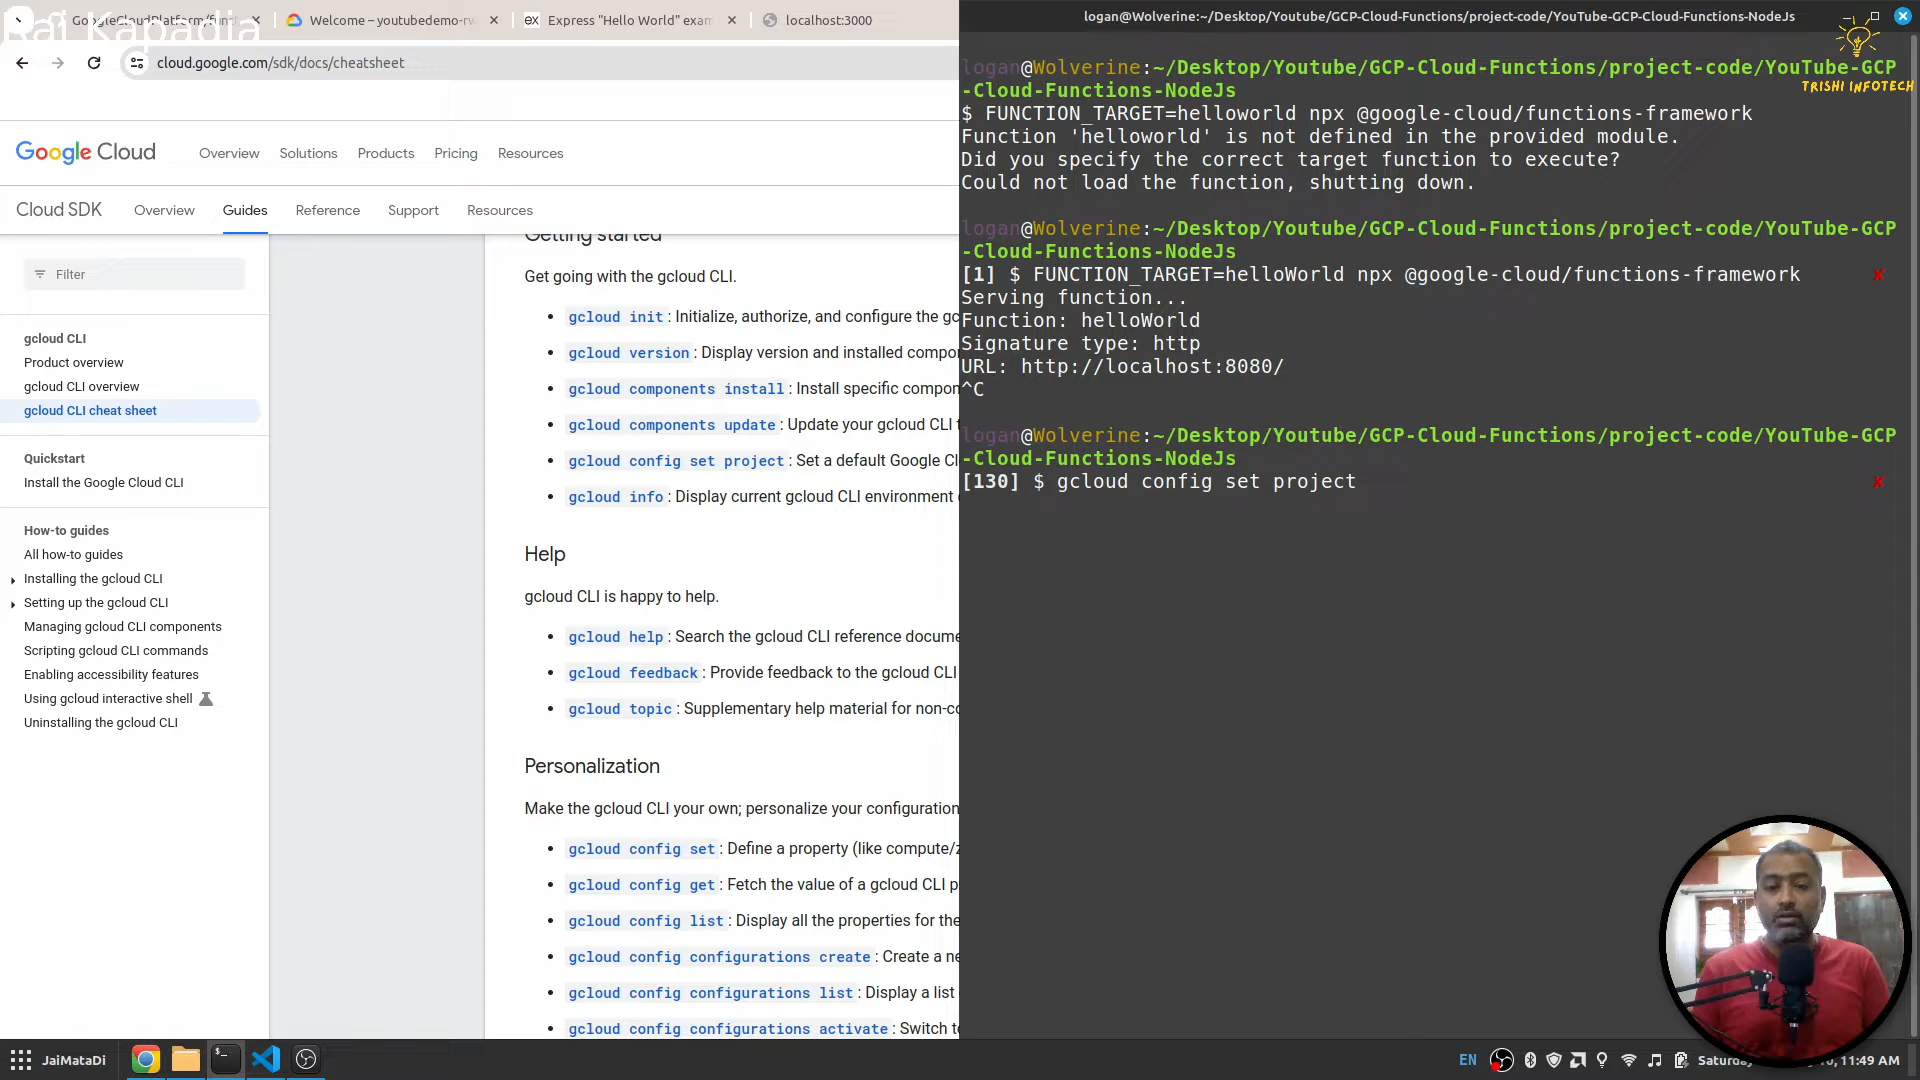 Raj Kapadia
GoogleCloudPlatform/fun
Welcome – youtubedemo-rw
Express "Hello World" exam
localhost:3000
cloud.google.com/sdk/docs/cheatsheet
Google Cloud
Overview
Solutions
Products
Pricing
Resources
Cloud SDK
Overview
Guides
Reference
Support
Resources
Filter
gcloud CLI
Product overview
gcloud CLI overview
gcloud CLI cheat sheet
Quickstart
Install the Google Cloud CLI
How-to guides
All how-to guides
Installing the gcloud CLI
Setting up the gcloud CLI
Managing gcloud CLI components
Scripting gcloud CLI commands
Enabling accessibility features
Using gcloud interactive shell
Uninstalling the gcloud CLI
Getting started
Get going with the gcloud CLI.
gcloud init: Initialize, authorize, and configure the gc
gcloud version: Display version and installed compo
gcloud components install: Install specific compon
gcloud components update: Update your gcloud CLI t
gcloud config set project: Set a default Google Cl
gcloud info: Display current gcloud CLI environment
Help
gcloud CLI is happy to help.
gcloud help: Search the gcloud CLI reference docume
gcloud feedback: Provide feedback to the gcloud CLI
gcloud topic: Supplementary help material for non-co
Personalization
Make the gcloud CLI your own; personalize your configuration
gcloud config set: Define a property (like compute/z
gcloud config get: Fetch the value of a gcloud CLI p
gcloud config list: Display all the properties for the
gcloud config configurations create: Create a ne
gcloud config configurations list: Display a list
gcloud config configurations activate: Switch to
logan@Wolverine:~/Desktop/Youtube/GCP-Cloud-Functions/project-code/YouTube-GCP-Cloud-Functions-NodeJs
TRISHI INFOTECH
logan@Wolverine:~/Desktop/Youtube/GCP-Cloud-Functions/project-code/YouTube-GCP
-Cloud-Functions-NodeJs
$ FUNCTION_TARGET=helloworld npx @google-cloud/functions-framework
Function 'helloworld' is not defined in the provided module.
Did you specify the correct target function to execute?
Could not load the function, shutting down.
logan@Wolverine:~/Desktop/Youtube/GCP-Cloud-Functions/project-code/YouTube-GCP
-Cloud-Functions-NodeJs
[1] $ FUNCTION_TARGET=helloWorld npx @google-cloud/functions-framework ✘
Serving function...
Function: helloWorld
Signature type: http
URL: http://localhost:8080/
^C
logan@Wolverine:~/Desktop/Youtube/GCP-Cloud-Functions/project-code/YouTube-GCP
-Cloud-Functions-NodeJs
[130] $ gcloud config set project ✘
JaiMataDi
EN
11:49 AM